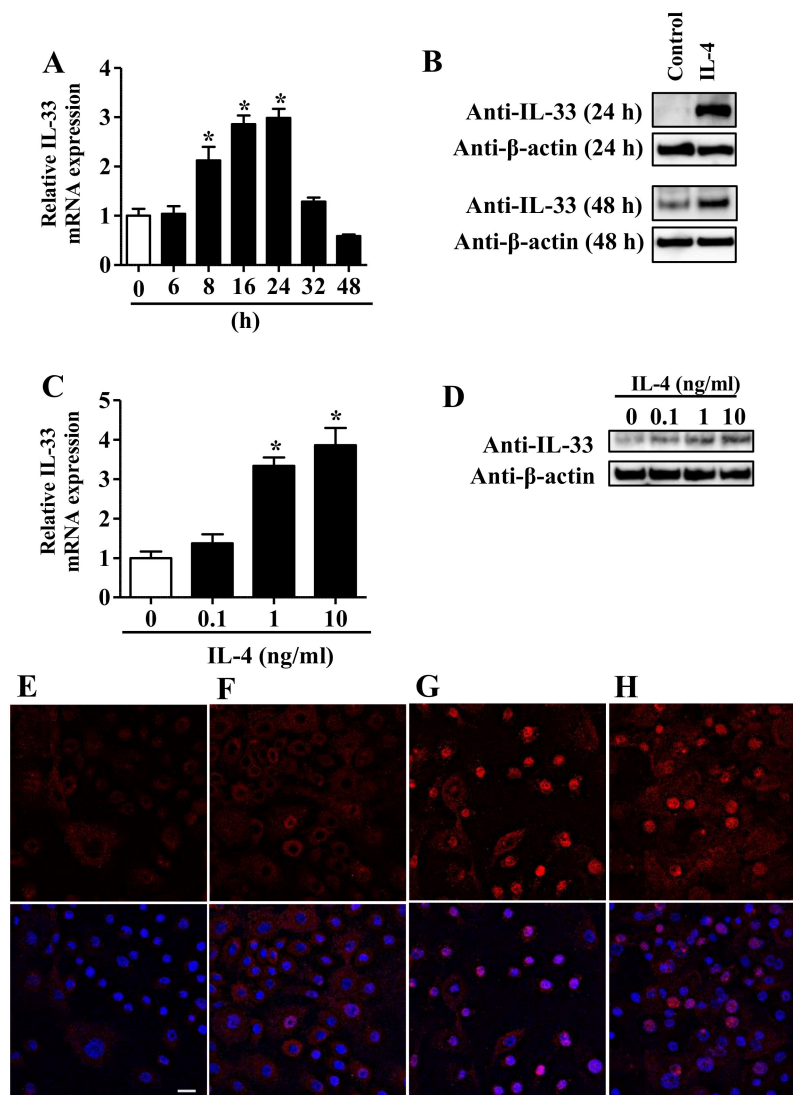 A
Relative IL-33
mRNA expression
4
3
2
1
0
* * *
0 6 8 16 24 32 48
(h)
B
Control
IL-4
Anti-IL-33 (24 h)
Anti-β-actin (24 h)
Anti-IL-33 (48 h)
Anti-β-actin (48 h)
C
Relative IL-33
mRNA expression
5
4
3
2
1
0
* *
0 0.1 1 10
IL-4 (ng/ml)
D
IL-4 (ng/ml)
0 0.1 1 10
Anti-IL-33
Anti-β-actin
E F G H